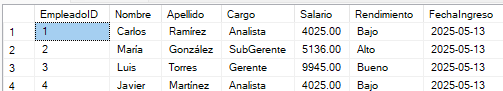 EmpleadoID Nombre Apellido Cargo Salario Rendimiento FechaIngreso
1 1 Carlos Ramírez Analista 4025.00 Bajo 2025-05-13
2 2 María González SubGerente 5136.00 Alto 2025-05-13
3 3 Luis Torres Gerente 9945.00 Bueno 2025-05-13
4 4 Javier Martínez Analista 4025.00 Bajo 2025-05-13